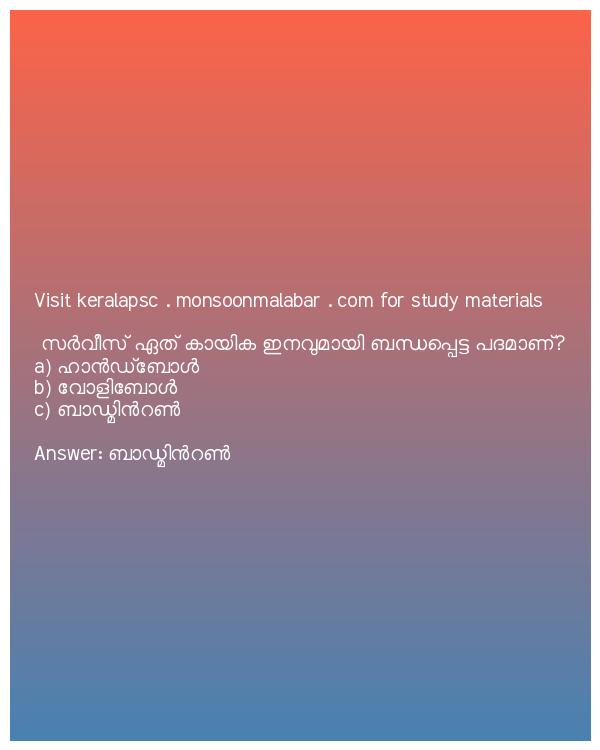 Visit keralapsc . monsoonmalabar . com for study materials
സർവീസ് ഏത് കായിക ഇനവുമായി ബന്ധപ്പെട്ട പദമാണ്?
a) ഹാൻഡ്ബോൾ
b) വോളിബോൾ
c) ബാഡ്മിൻറൺ
Answer: ബാഡ്മിൻറൺ